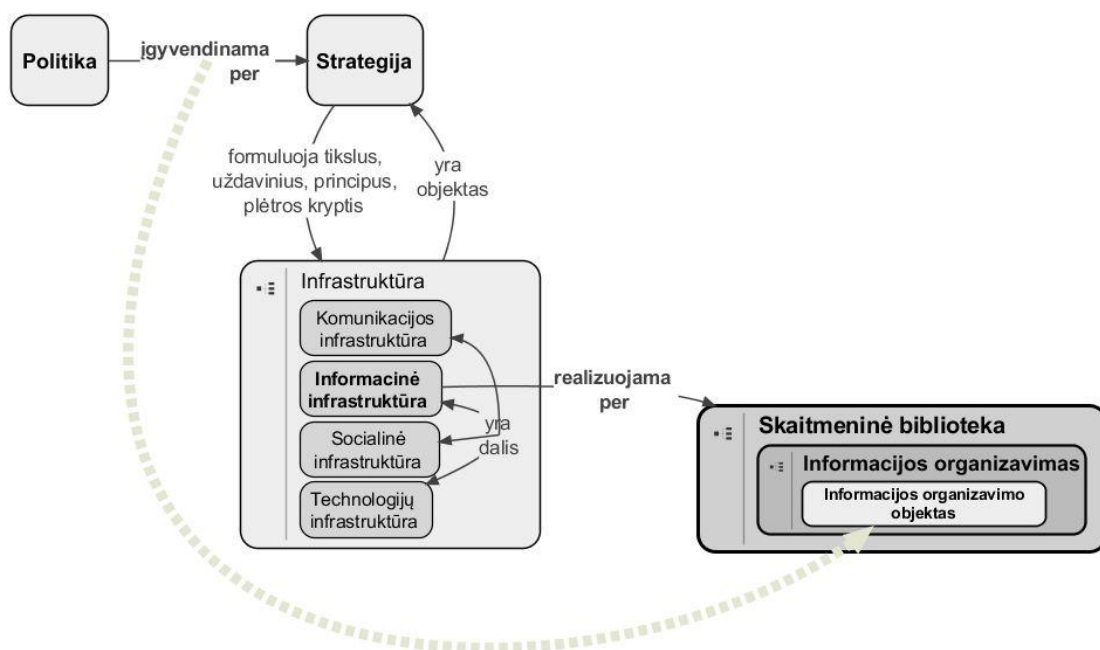 Politika
įgyvendinama
per
Strategija
formuluoja tikslus,
uždavinius, principus,
plėtros kryptis
yra
objektas
Infrastruktūra
Komunikacijos
infrastruktūra
Informacinė
infrastruktūra
Socialinė
infrastruktūra
Technologijų
infrastruktūra
yra
dalis
realizuojama
per
Skaitmeninė biblioteka
Informacijos organizavimas
Informacijos organizavimo
objektas